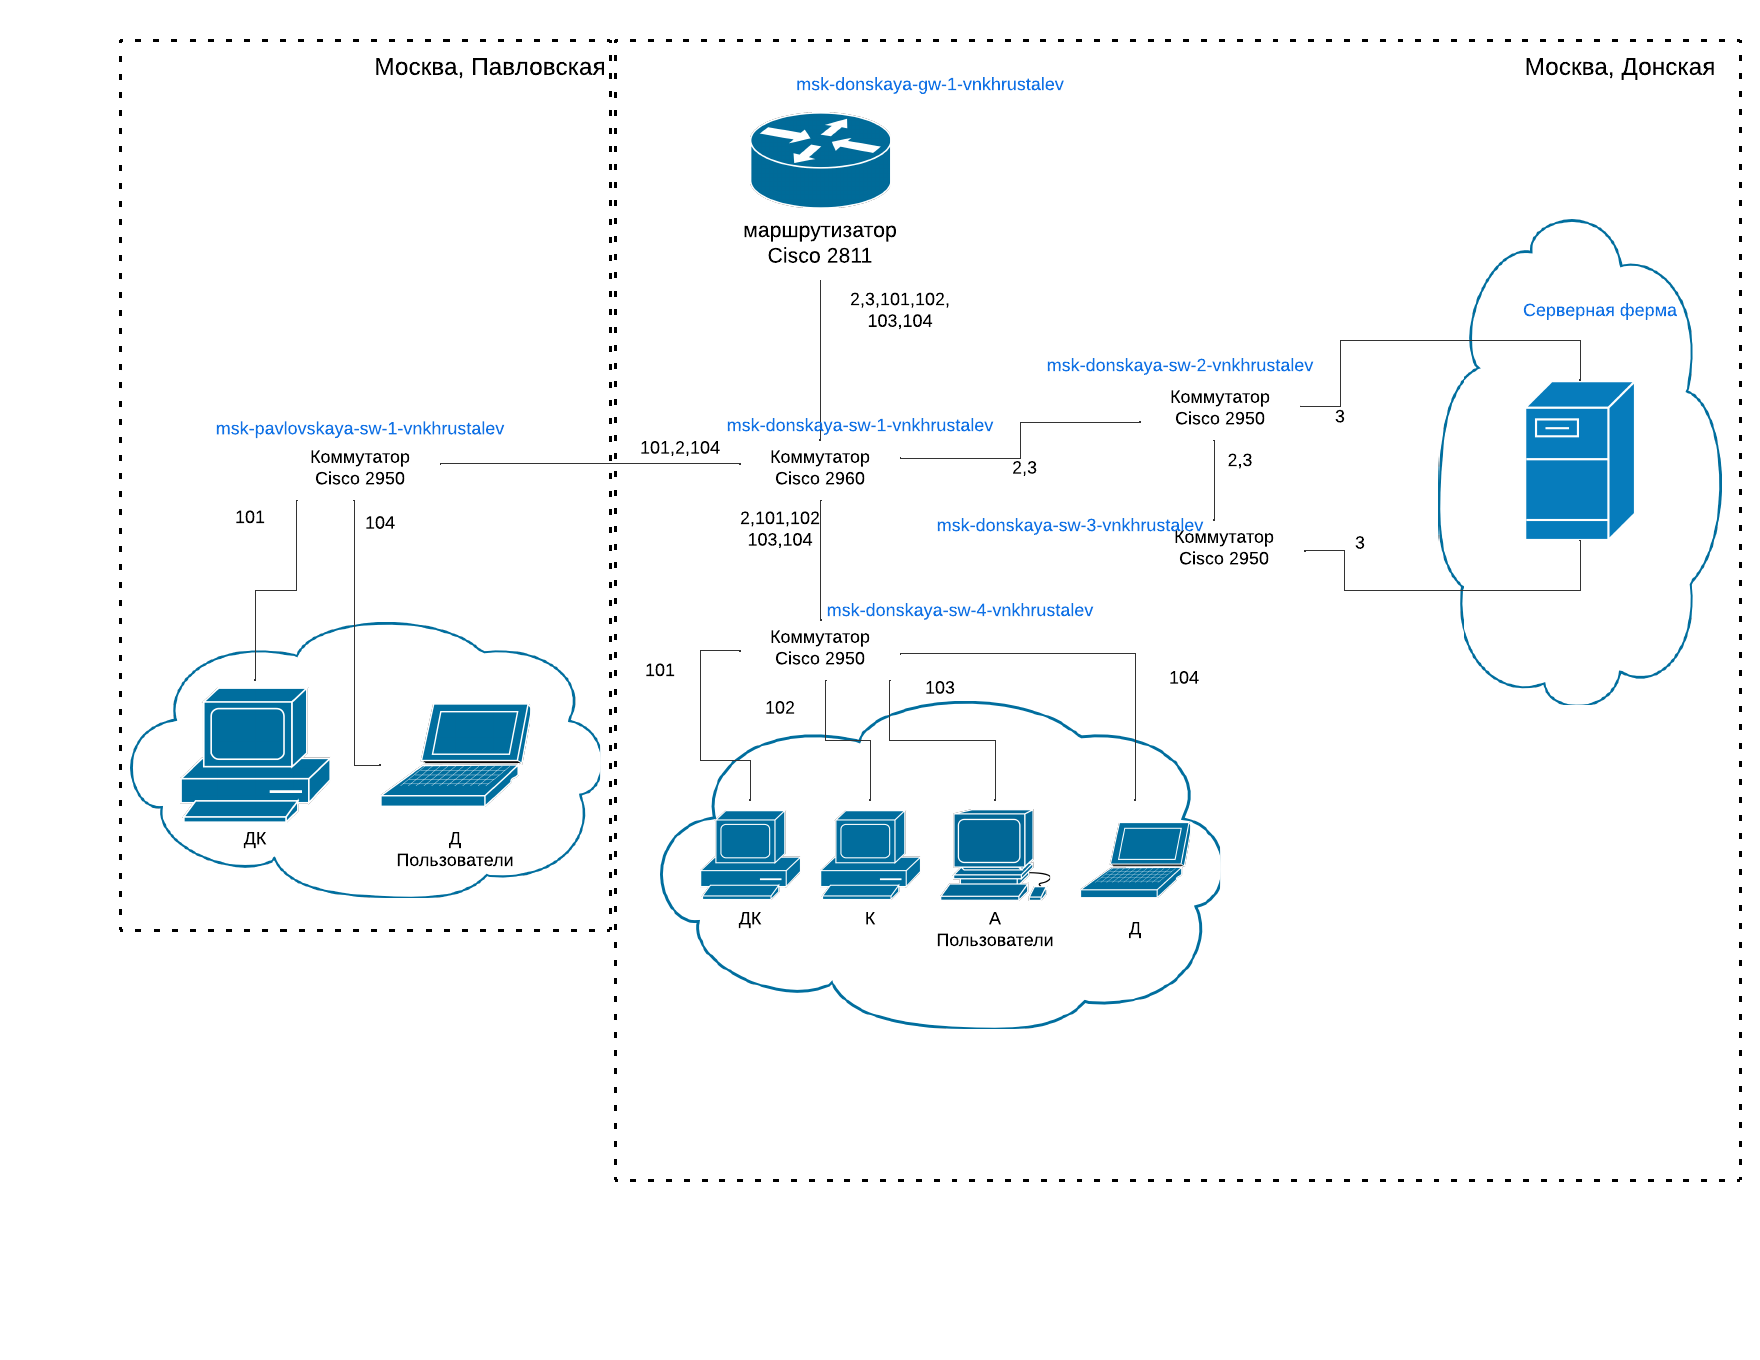 Москва, Павловская
Москва, Донская
msk-donskaya-gw-1-vnkhrustalev
маршрутизатор
Cisco 2811
2,3,101,102,
103,104
Серверная ферма
msk-donskaya-sw-2-vnkhrustalev
Коммутатор
Cisco 2950
3
msk-pavlovskaya-sw-1-vnkhrustalev
Коммутатор
Cisco 2950
101,2,104
msk-donskaya-sw-1-vnkhrustalev
Коммутатор
Cisco 2960
2,3
2,3
101
104
2,101,102
103,104
msk-donskaya-sw-3-vnkhrustalev
Коммутатор
Cisco 2950
3
msk-donskaya-sw-4-vnkhrustalev
Коммутатор
Cisco 2950
101
102
103
104
ДК
Д
Пользователи
ДК
К
А
Пользователи
Д